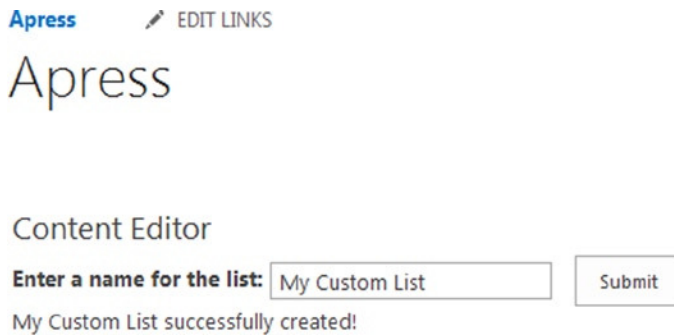 Apress EDIT LINKS
Apress
Content Editor
Enter a name for the list: My Custom List Submit
My Custom List successfully created!